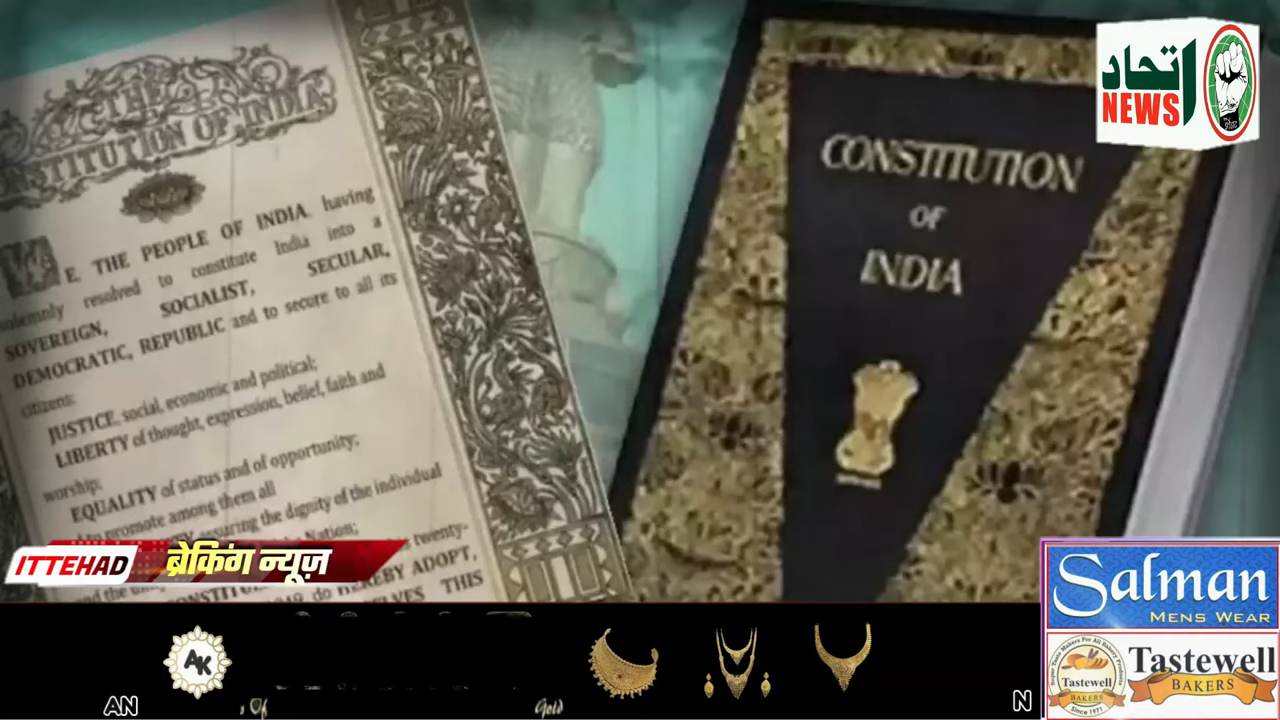 THE
CONSTITUTION OF INDIA
WE, THE PEOPLE OF INDIA, having
solemnly resolved to constitute India into a
SOVEREIGN, SOCIALIST, SECULAR,
DEMOCRATIC, REPUBLIC and to secure to all its
citizens:
JUSTICE, social, economic and political;
LIBERTY of thought, expression, belief, faith and
worship;
EQUALITY of status and of opportunity;
to promote among them all
assuring the dignity of the individual
Nation;
twenty-
do HEREBY ADOPT,
THIS
CONSTITUTION
OF
INDIA
اتحاد
NEWS
ITTEHAD
ब्रेकिंग न्यूज़
AK
AN
Of
Gold
N
Salman
MENS WEAR
Tastewell
BAKERS
Since 1971
Tastewell
BAKERS